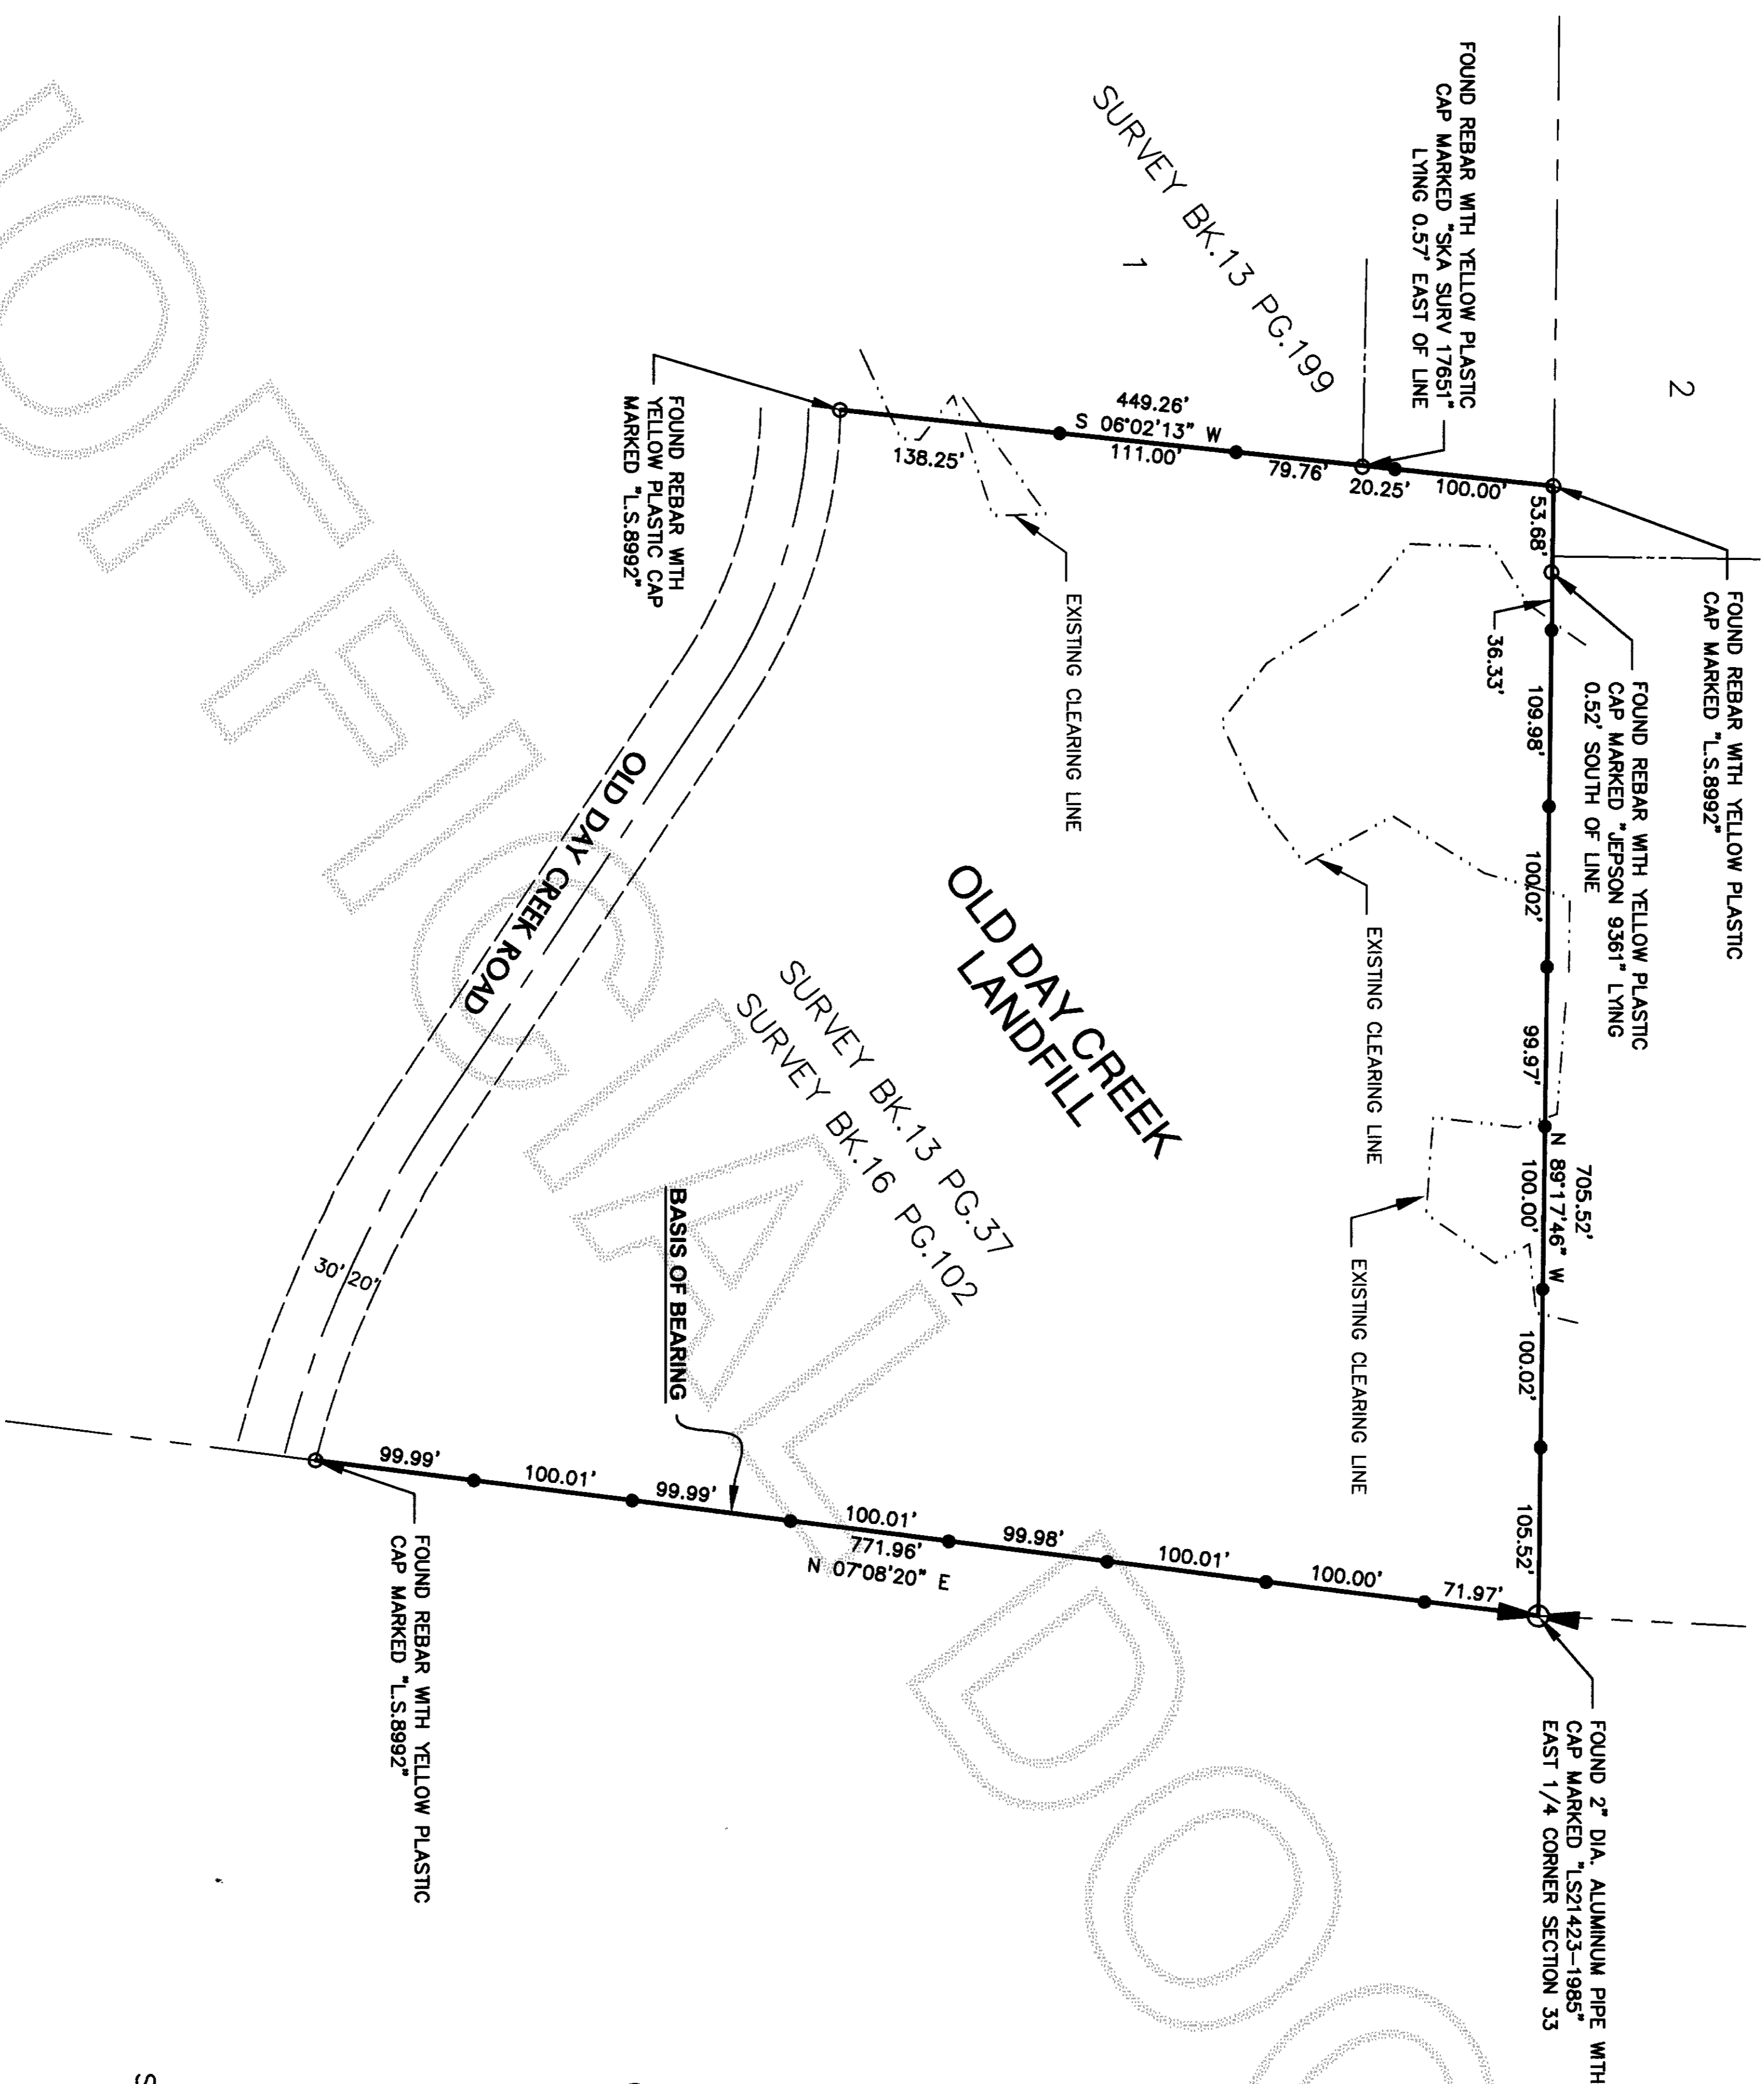 2
FOUND REBAR WITH YELLOW PLASTIC
CAP MARKED "L.S.8992"
FOUND REBAR WITH YELLOW PLASTIC
CAP MARKED "JEPSON 9361" LYING
0.52' SOUTH OF LINE
FOUND REBAR WITH YELLOW PLASTIC
CAP MARKED "SKA SURV 17651"
LYING 0.57' EAST OF LINE
53.68'
36.33'
109.98'
100.02'
99.97'
705.52'
N 89°17'46" W
100.00'
100.02'
105.52'
FOUND 2" DIA. ALUMINUM PIPE WITH
CAP MARKED "LS21423-1985"
EAST 1/4 CORNER SECTION 33
SURVEY BK.13 PG.199
1
449.26'
S 06°02'13" W
138.25'
111.00'
79.76'
20.25'
100.00'
EXISTING CLEARING LINE
EXISTING CLEARING LINE
EXISTING CLEARING LINE
OLD DAY CREEK
LANDFILL
SURVEY BK.13 PG.37
SURVEY BK.16 PG.102
BASIS OF BEARING
FOUND REBAR WITH
YELLOW PLASTIC CAP
MARKED "L.S.8992"
OLD DAY CREEK ROAD
30'
20'
99.99'
100.01'
99.99'
100.01'
771.96'
N 07°08'20" E
99.98'
100.01'
100.00'
71.97'
FOUND REBAR WITH YELLOW PLASTIC
CAP MARKED "L.S.8992"
UNOFFICIAL DOC
S